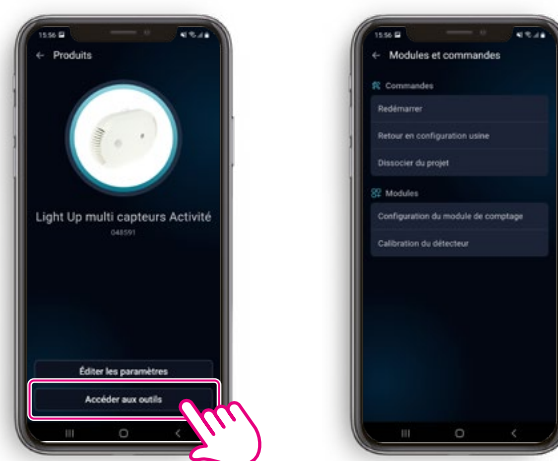 15:56
← Produits
Light Up multi capteurs Activité
048591
Éditer les paramètres
Accéder aux outils
15:56
← Modules et commandes
Commandes
Redémarrer
Retour en configuration usine
Dissocier du projet
Modules
Configuration du module de comptage
Calibration du détecteur